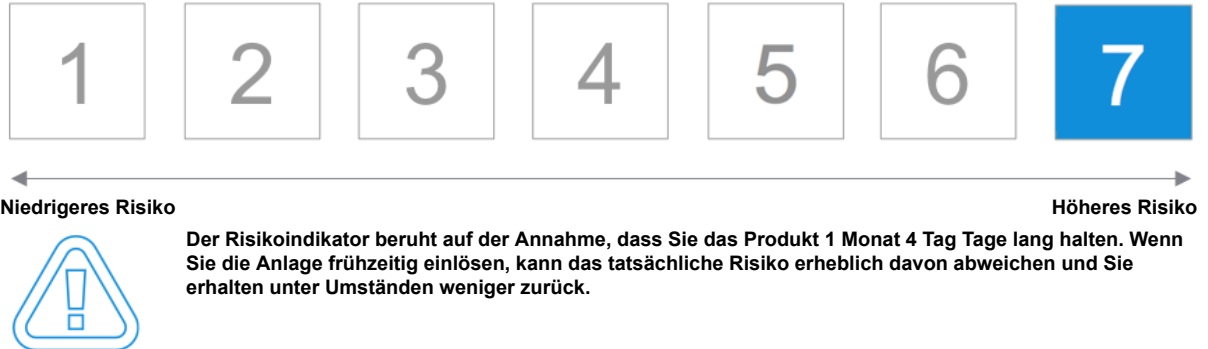 1 2 3 4 5 6 7
Niedrigeres Risiko Höheres Risiko
Der Risikoindikator beruht auf der Annahme, dass Sie das Produkt 1 Monat 4 Tag Tage lang halten. Wenn
Sie die Anlage frühzeitig einlösen, kann das tatsächliche Risiko erheblich davon abweichen und Sie
erhalten unter Umständen weniger zurück.